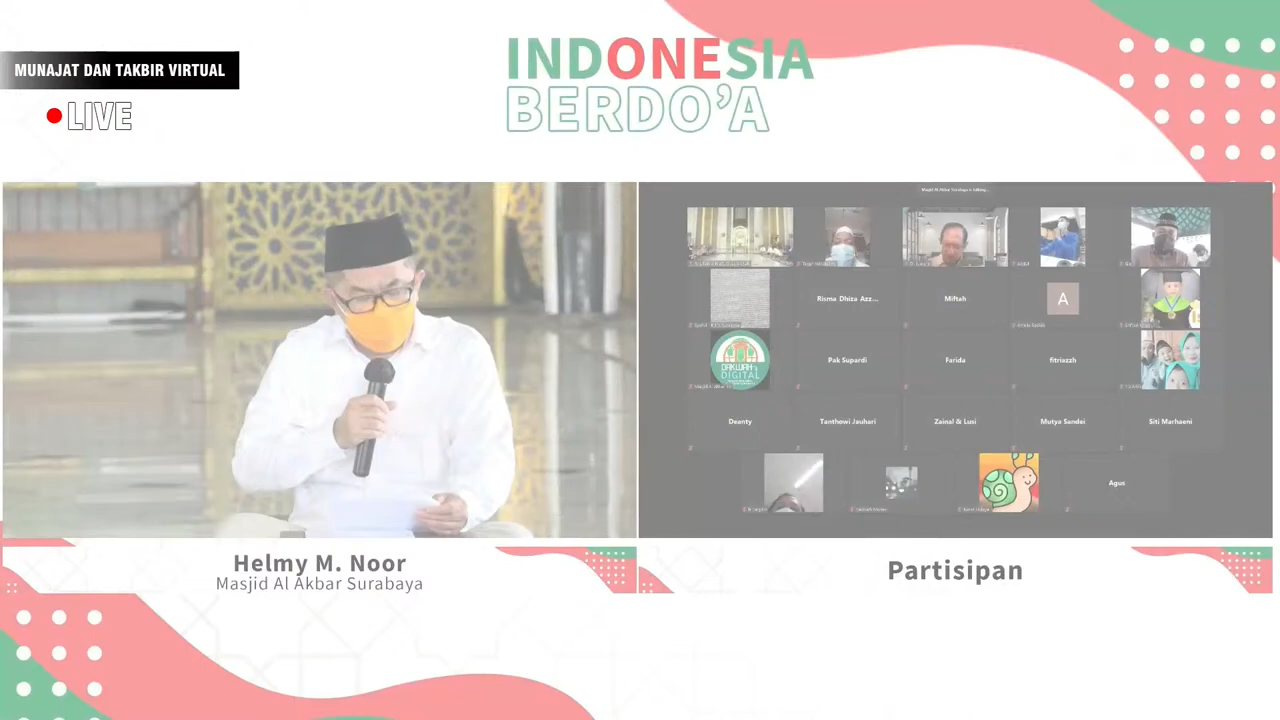 MUNAJAT DAN TAKBIR VIRTUAL
LIVE
INDONESIA
BERDO'A
Risma Dhiza Azz...
Miftah
A
DAKWAH
DIGITAL
Pak Supardi
Farida
fitriazzh
Deanty
Tanthowi Jauhari
Zainal & Lusi
Mutya Sandei
Siti Marhaeni
Agus
Helmy M. Noor
Masjid Al Akbar Surabaya
Partisipan